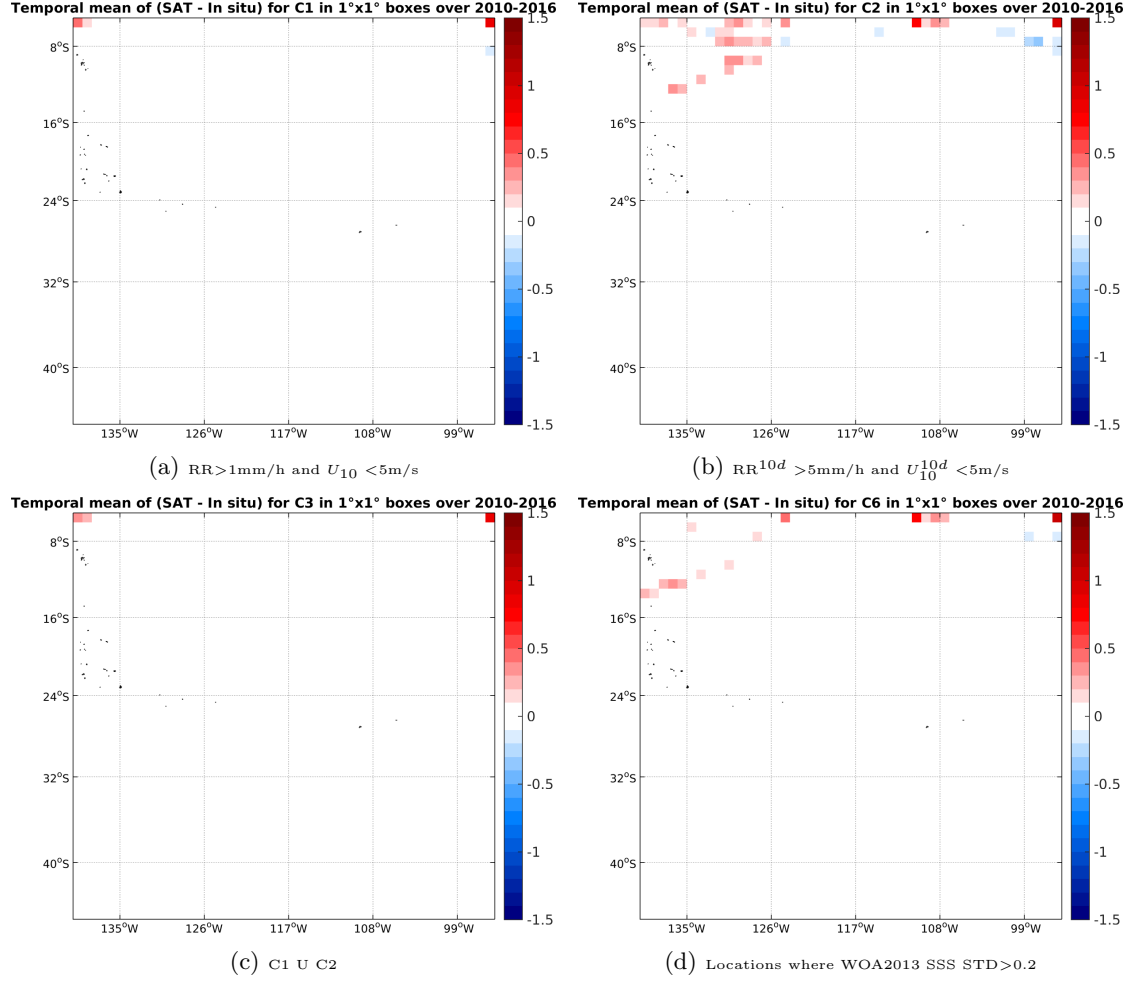 Temporal mean of (SAT - In situ) for C1 in 1°x1° boxes over 2010-2016
8°S
16°S
24°S
32°S
40°S
135°W 126°W 117°W 108°W 99°W
1.5
1
0.5
0
-0.5
-1
-1.5
(a) RR>1mm/h and U10 <5m/s
Temporal mean of (SAT - In situ) for C2 in 1°x1° boxes over 2010-2016
8°S
16°S
24°S
32°S
40°S
135°W 126°W 117°W 108°W 99°W
1.5
1
0.5
0
-0.5
-1
-1.5
(b) RR^10d >5mm/h and U10^10d <5m/s
Temporal mean of (SAT - In situ) for C3 in 1°x1° boxes over 2010-2016
8°S
16°S
24°S
32°S
40°S
135°W 126°W 117°W 108°W 99°W
1.5
1
0.5
0
-0.5
-1
-1.5
(c) C1 U C2
Temporal mean of (SAT - In situ) for C6 in 1°x1° boxes over 2010-2016
8°S
16°S
24°S
32°S
40°S
135°W 126°W 117°W 108°W 99°W
1.5
1
0.5
0
-0.5
-1
-1.5
(d) Locations where WOA2013 SSS STD>0.2